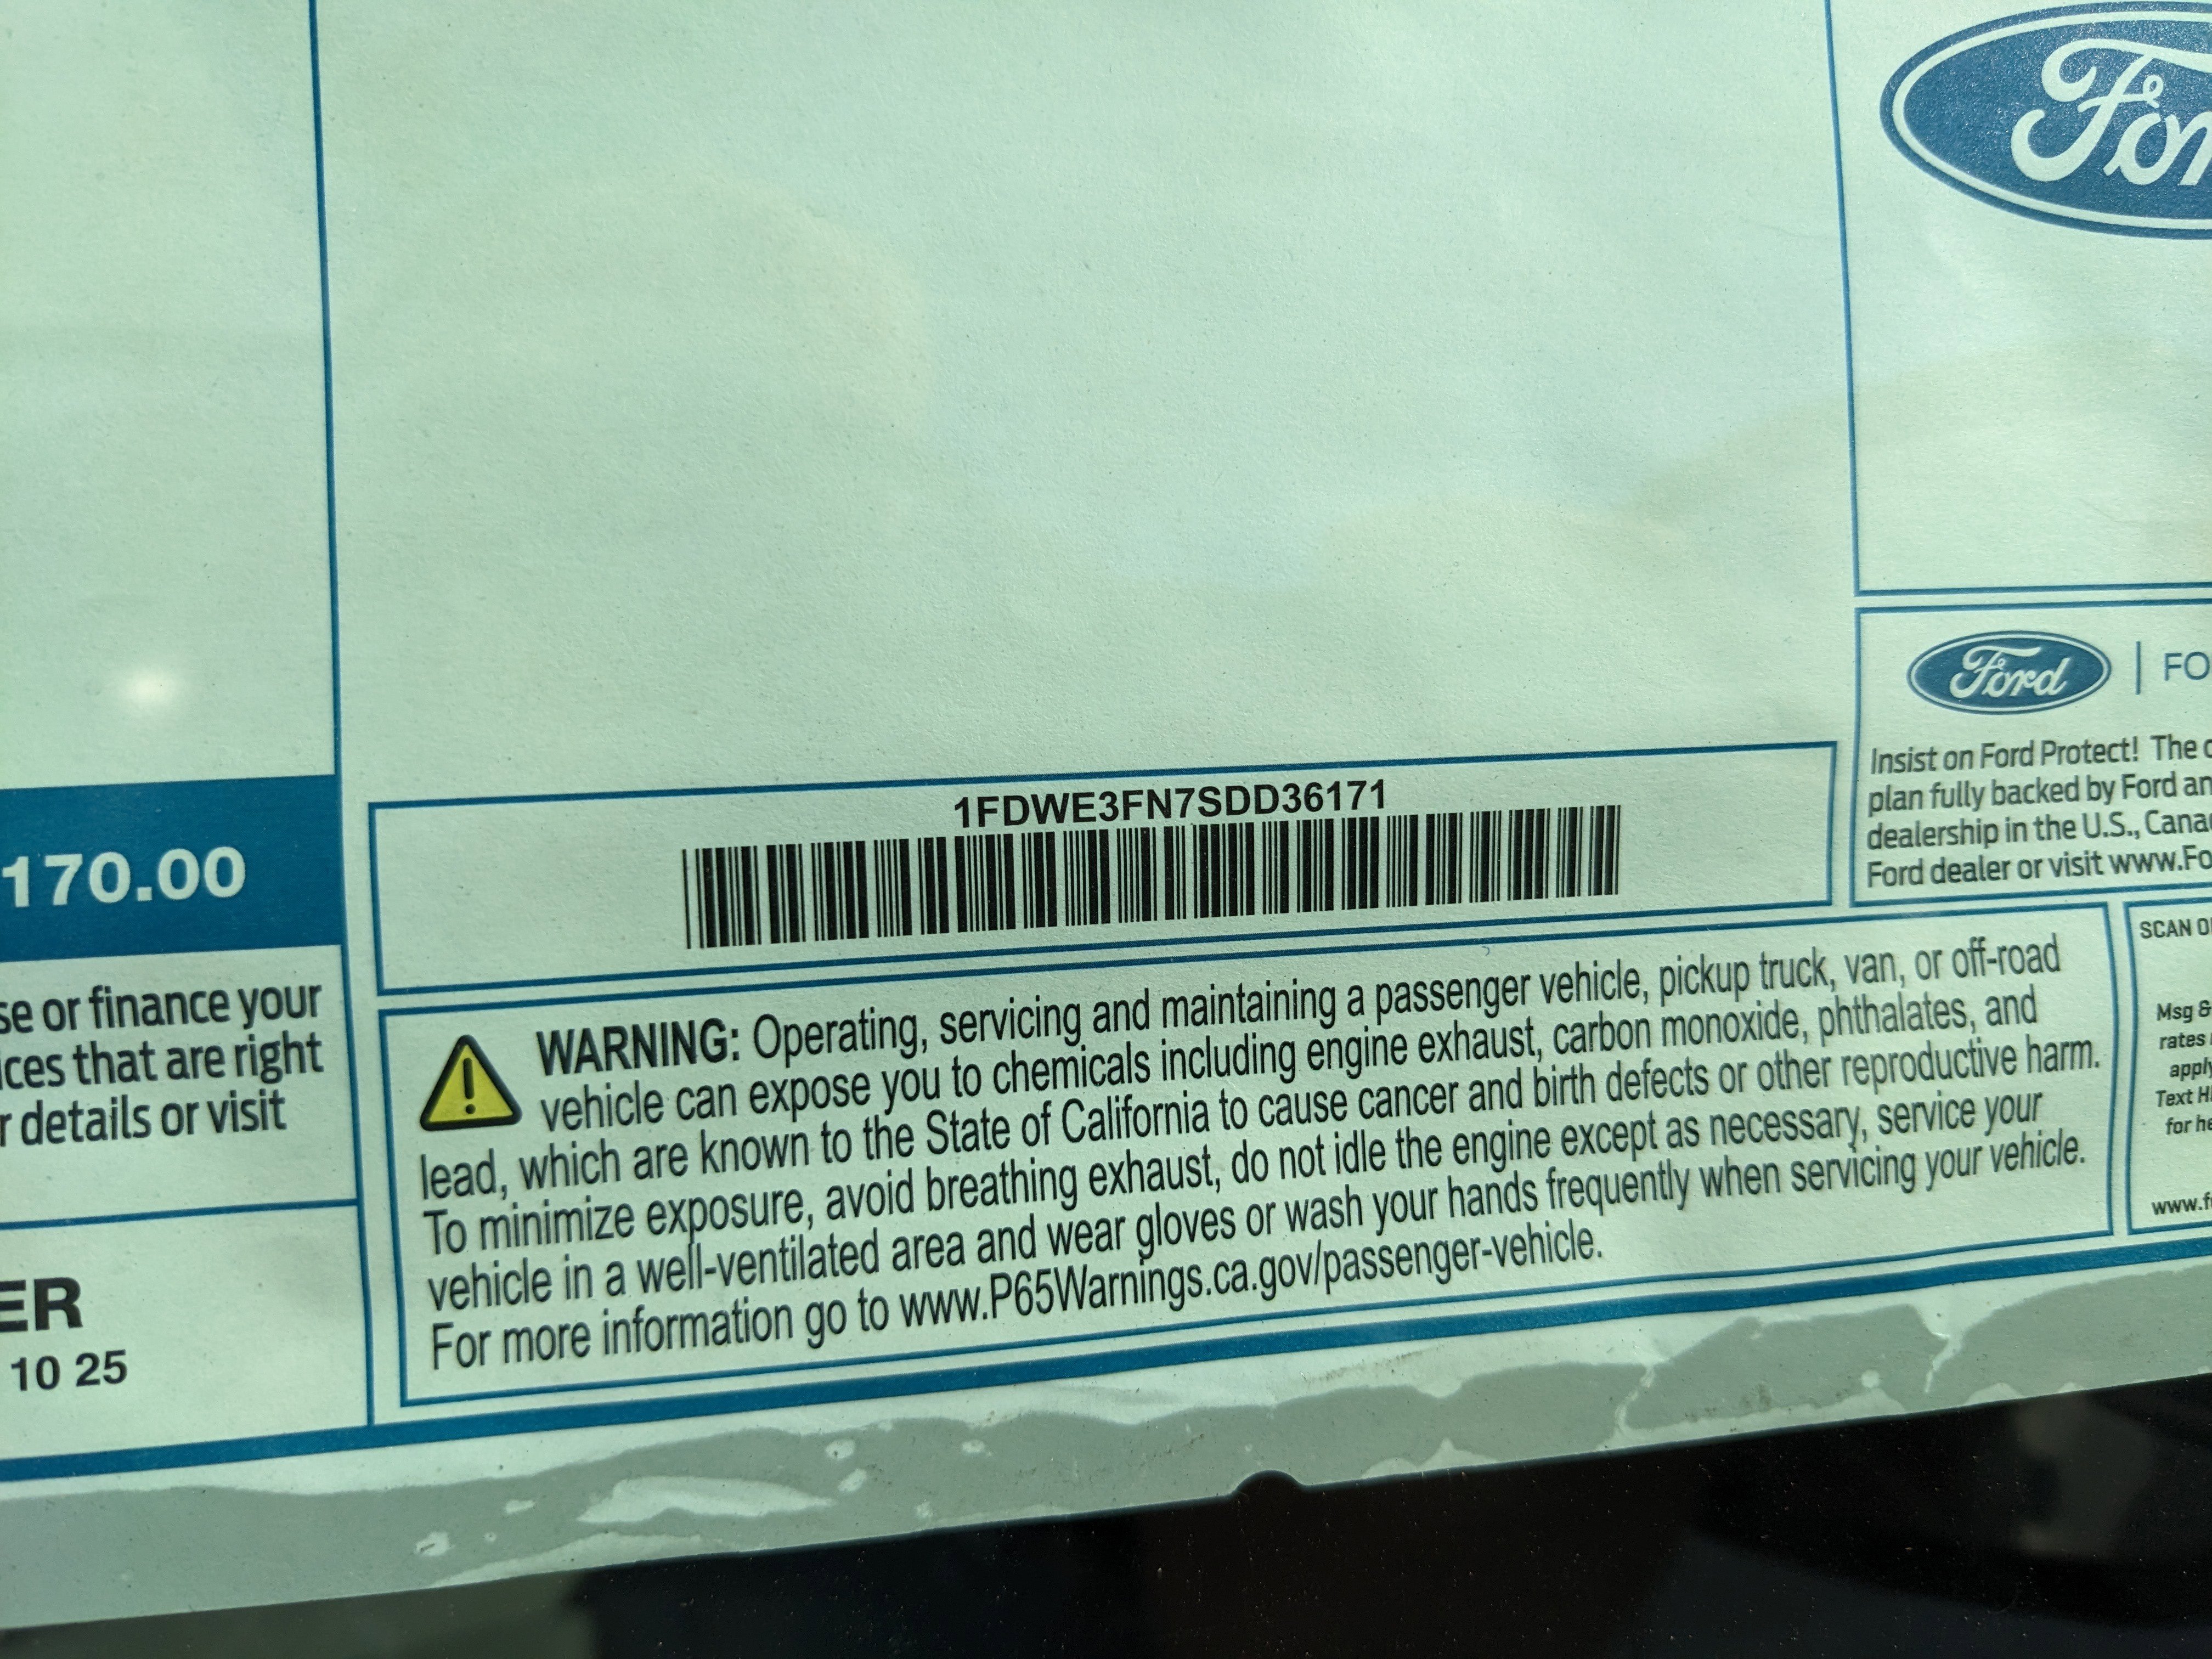 Ford
170.00
se or finance your
ices that are right
r details or visit
ER
10 25
1FDWE3FN7SDD36171
WARNING: Operating, servicing and maintaining a passenger vehicle, pickup truck, van, or off-road
vehicle can expose you to chemicals including engine exhaust, carbon monoxide, phthalates, and
lead, which are known to the State of California to cause cancer and birth defects or other reproductive harm.
To minimize exposure, avoid breathing exhaust, do not idle the engine except as necessary, service your
vehicle in a well-ventilated area and wear gloves or wash your hands frequently when servicing your vehicle.
For more information go to www.P65Warnings.ca.gov/passenger-vehicle.
Ford | FO
Insist on Ford Protect! The
plan fully backed by Ford an
dealership in the U.S., Cana
Ford dealer or visit www.Fo
SCAN O
Msg &
rates
apply
Text H
for he
www.f